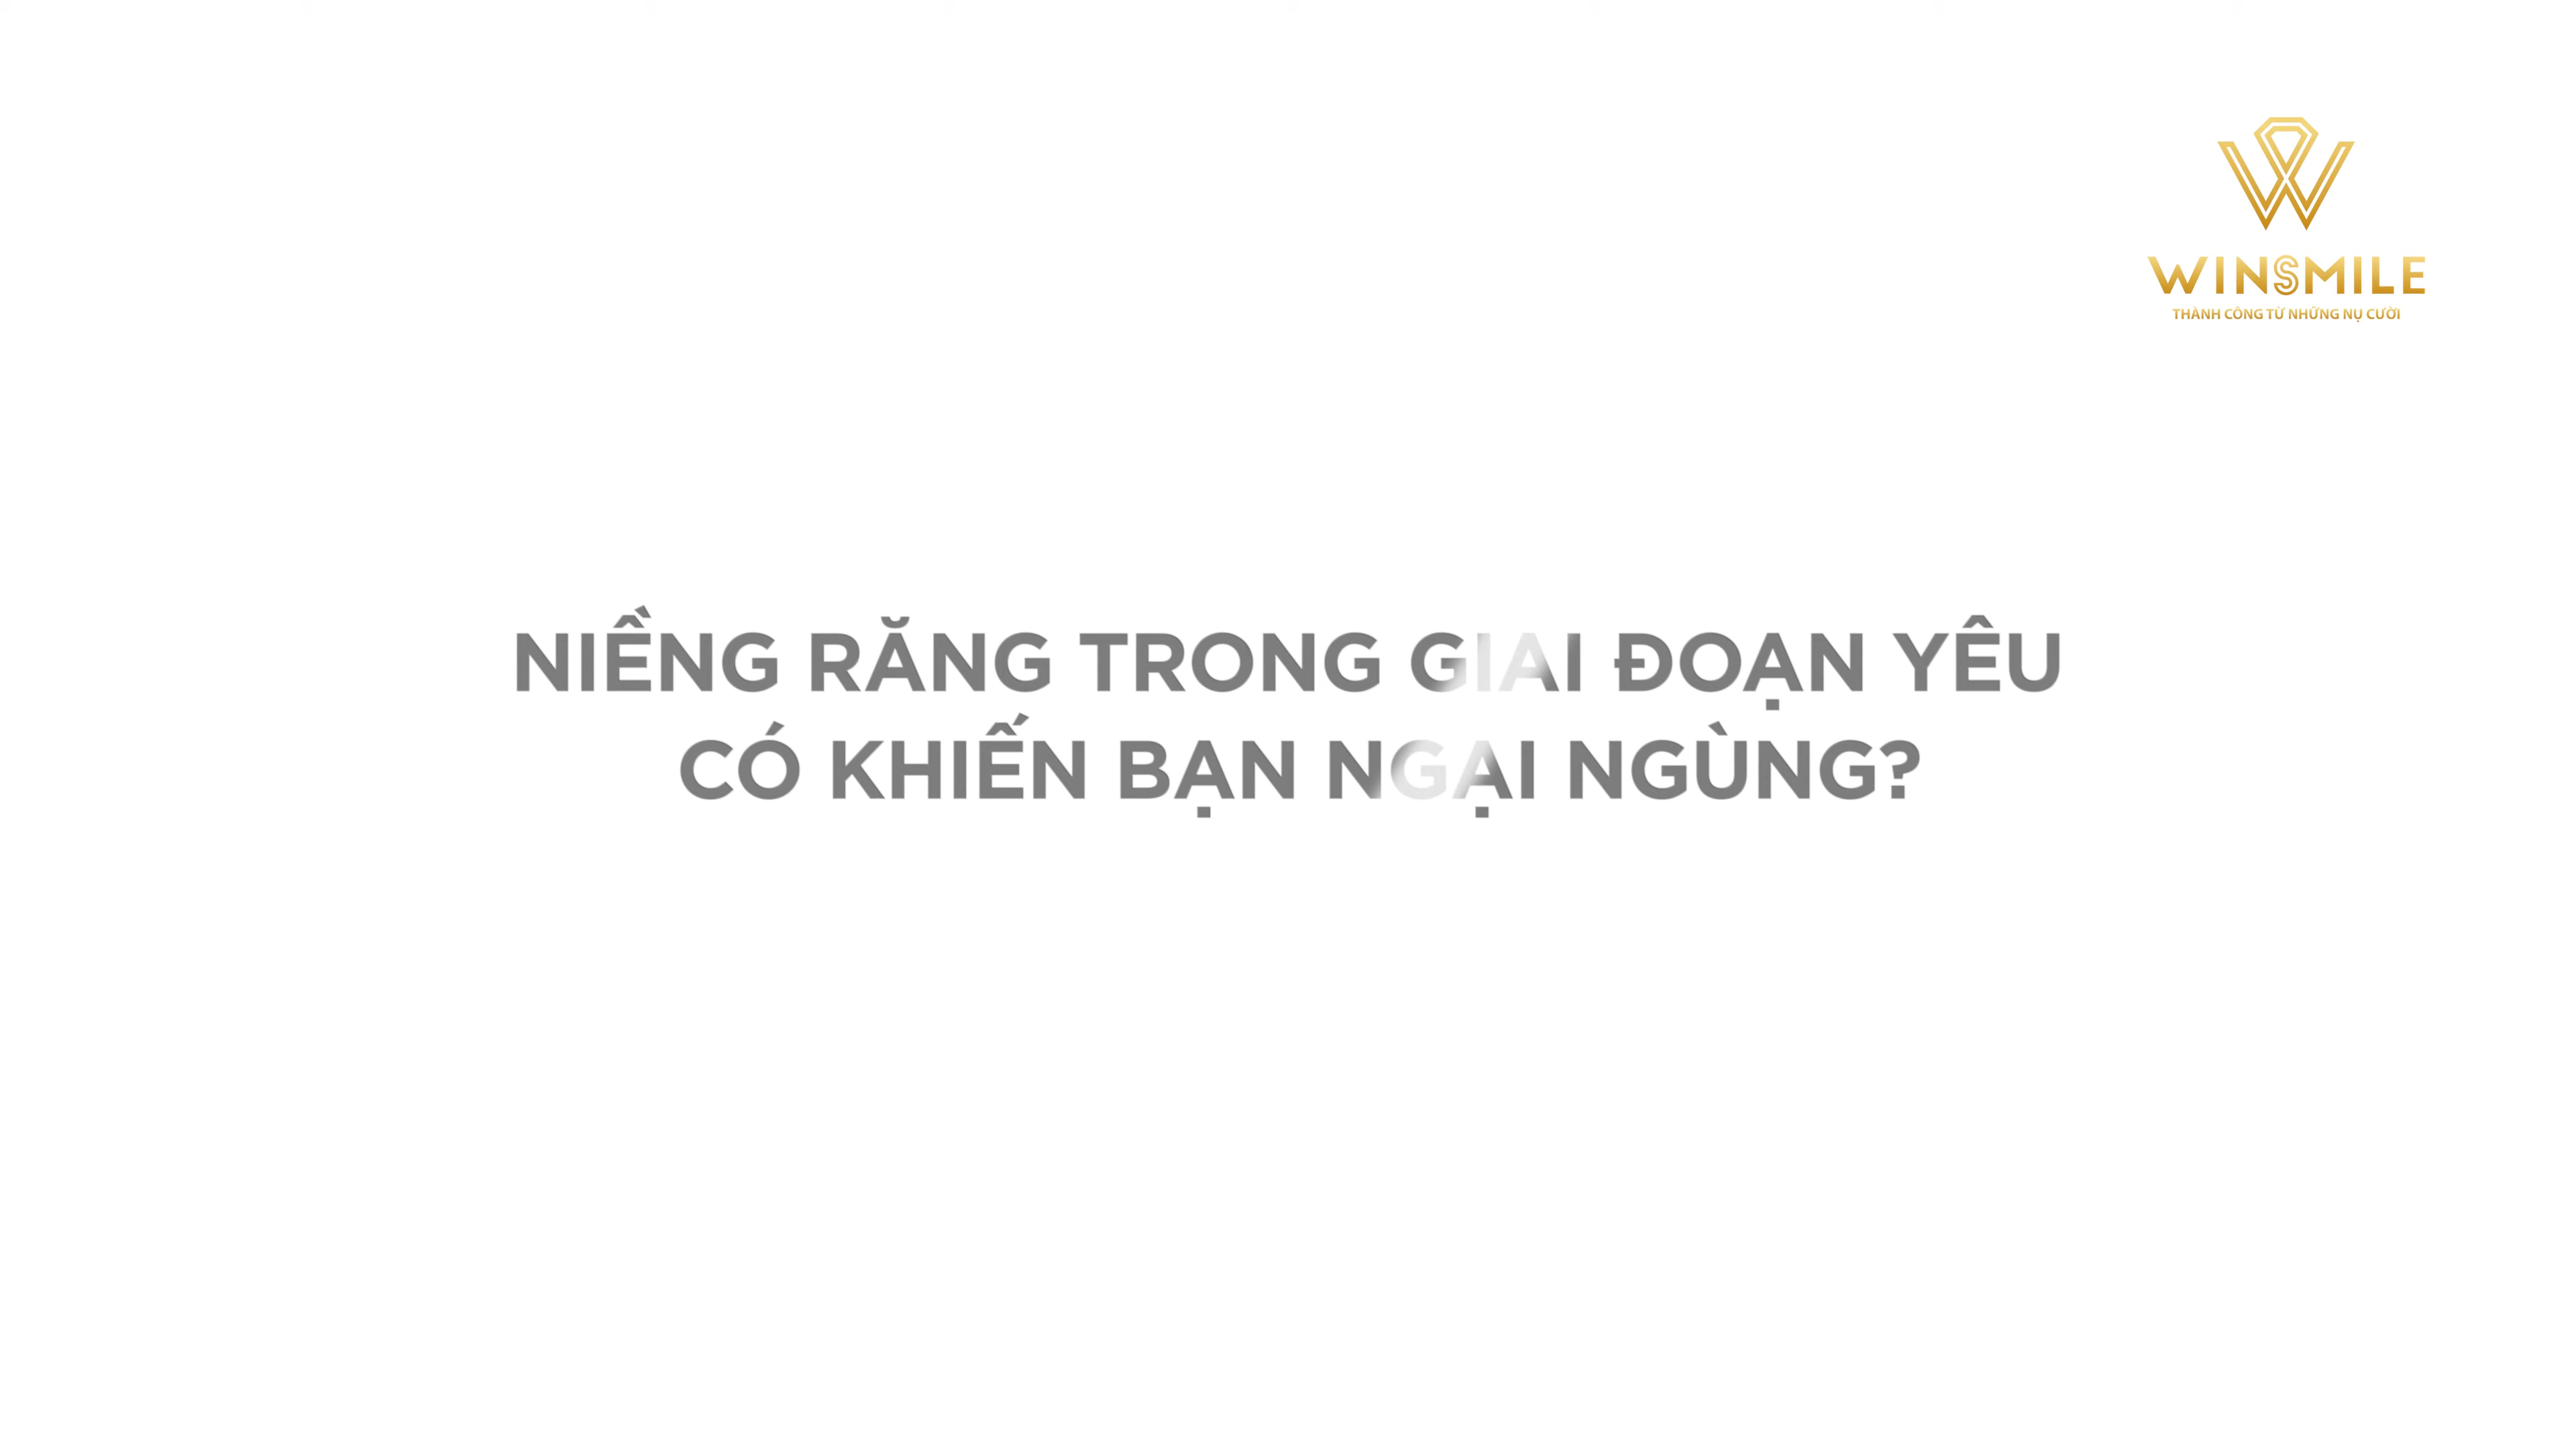 WINSMILE
THÀNH CÔNG TỪ NHỮNG NỤ CƯỜI
NIỀNG RĂNG TRONG GIAI ĐOẠN YÊU
CÓ KHIẾN BẠN NGẠI NGÙNG?